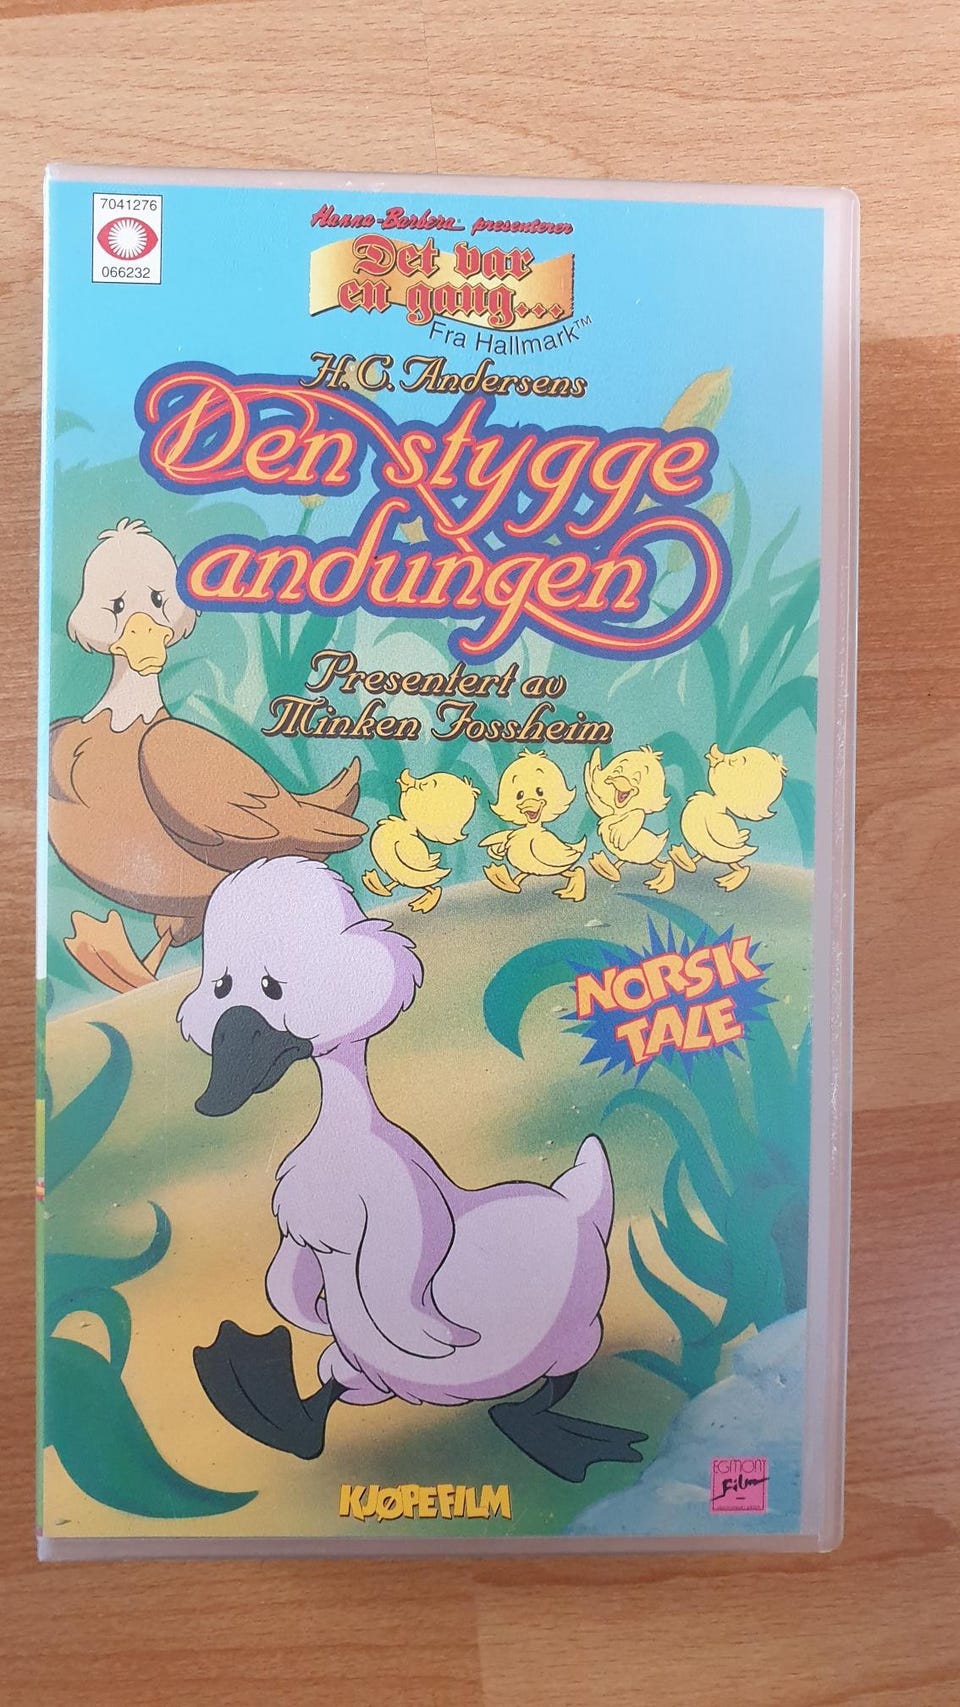 7041276
066232
Hanna-Barbera presenterer
Det var
en gang...
Fra Hallmark™
H. C. Andersens
Den stygge
andungen
Presentert av
Minken Fossheim
NORSK
TALE
KJØPEFILM
EGMONT
Film